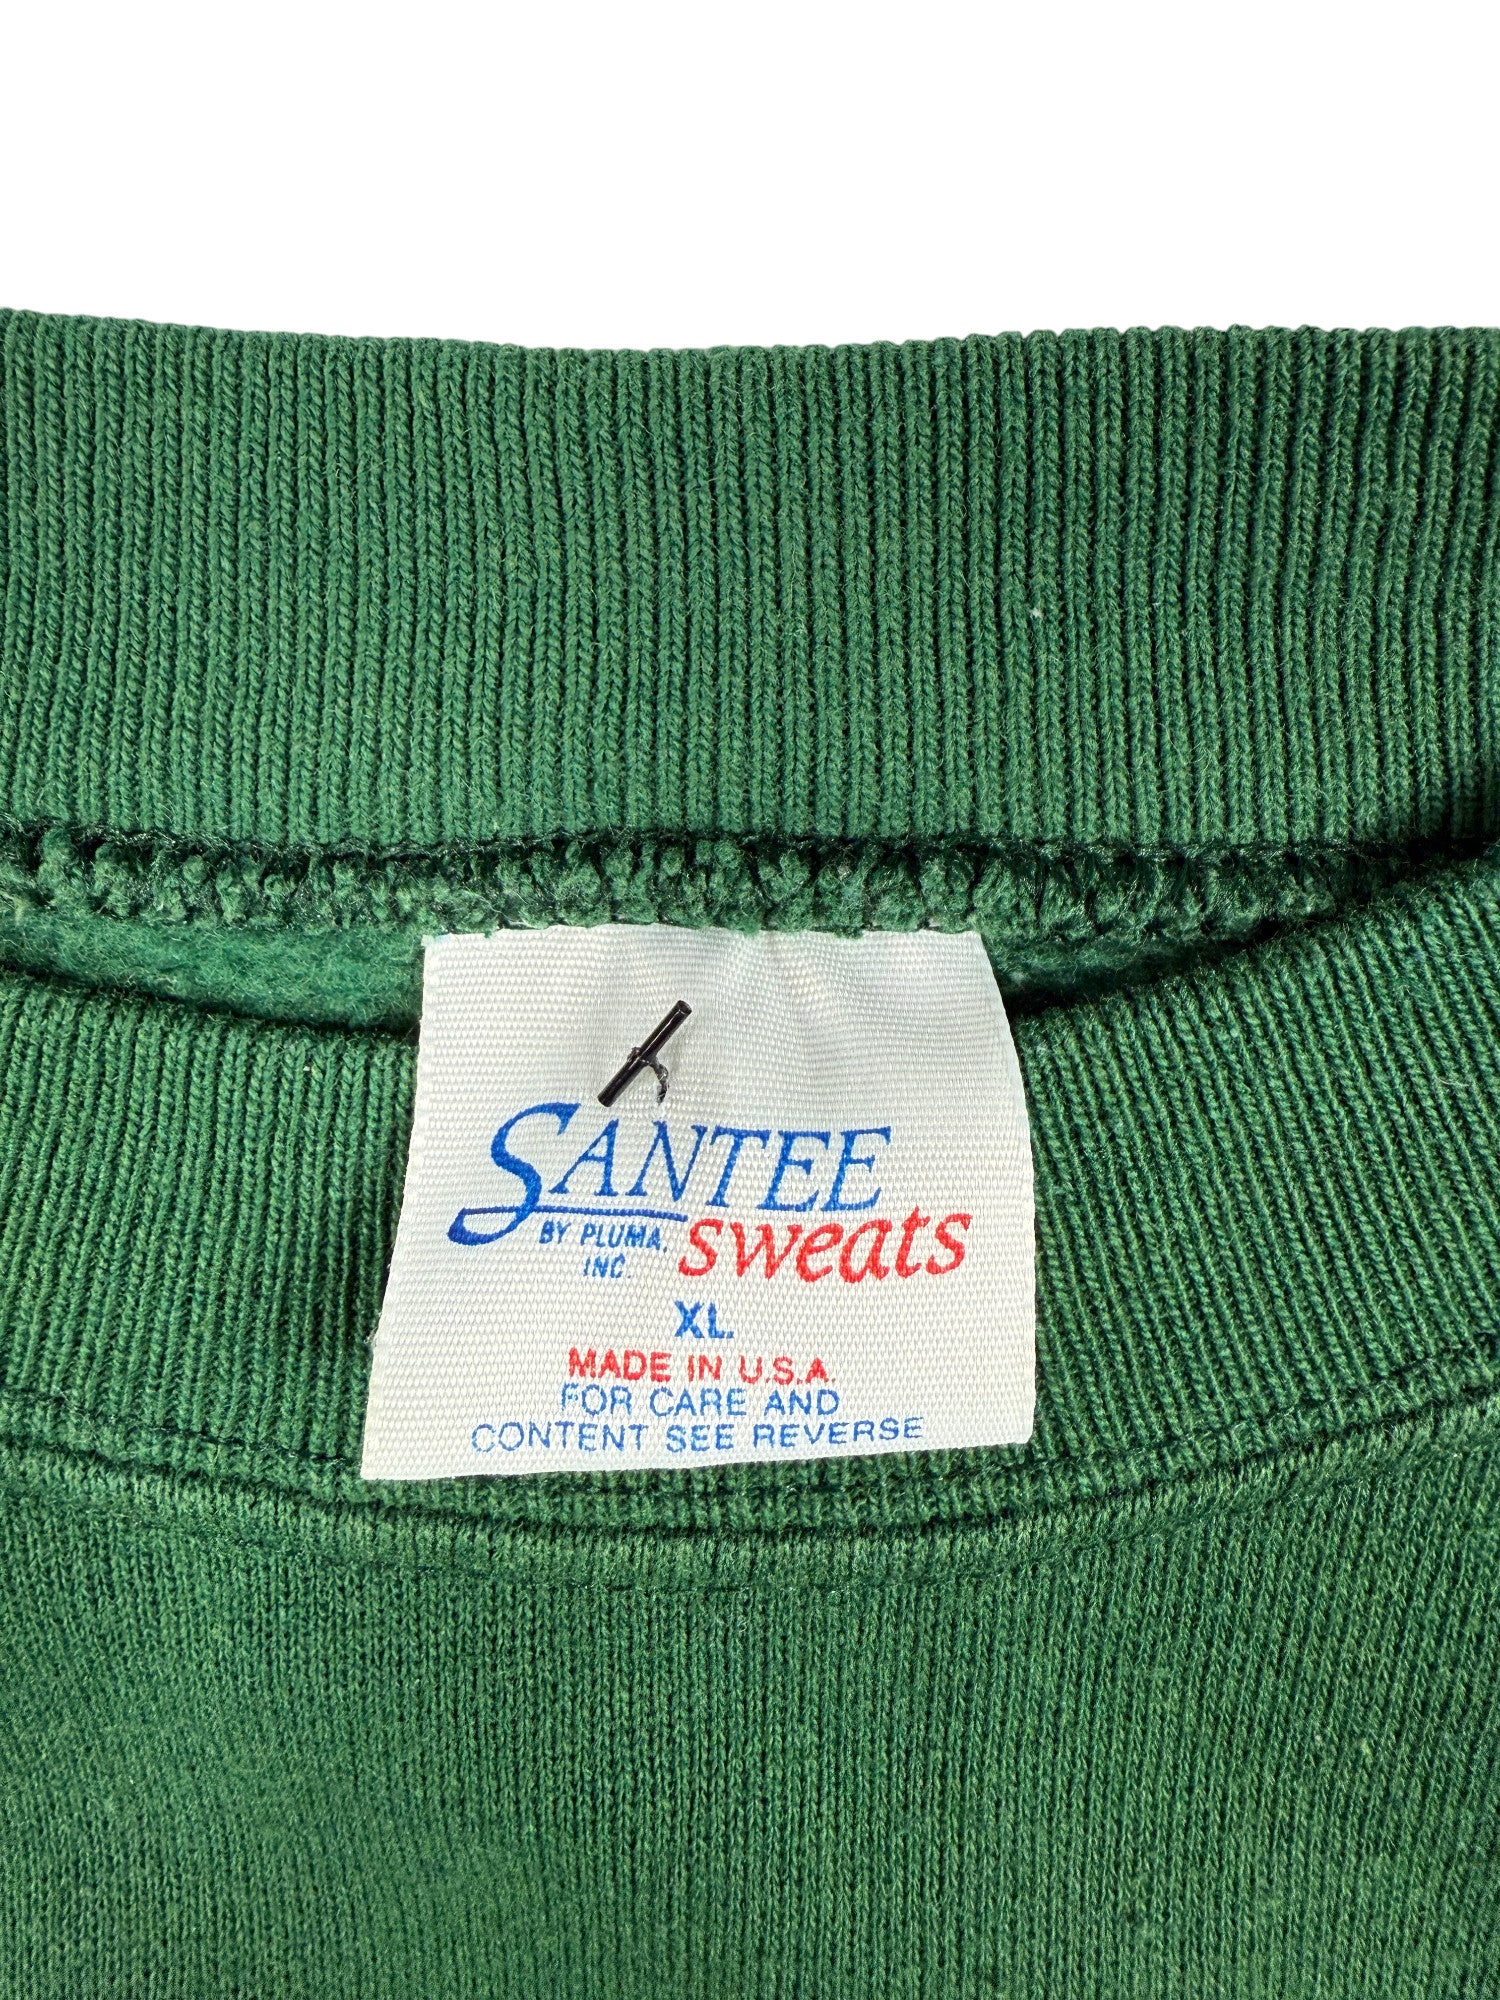 SANTEE
BY PLUMA, sweats
INC.
XL
MADE IN U.S.A.
FOR CARE AND
CONTENT SEE REVERSE